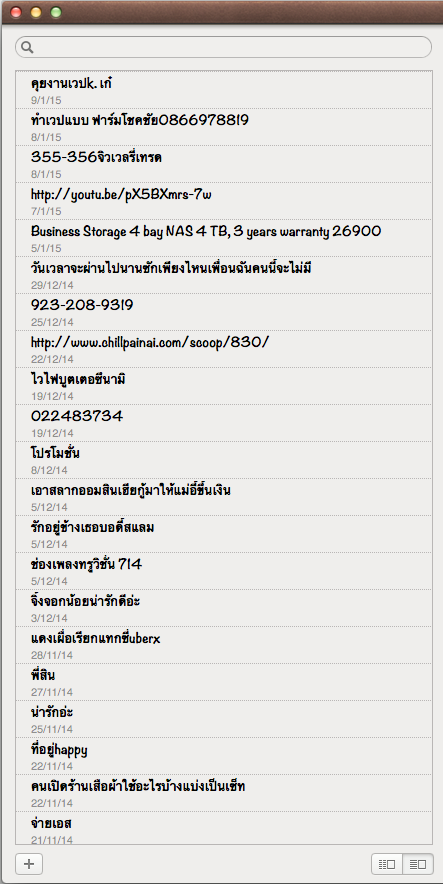 คุยงานเวปk. เก๋
9/1/15
ทำเวปแบบ ฟาร์มโชคชัย0866978819
8/1/15
355-356จิวเวลรี่เทรด
8/1/15
http://youtu.be/pX5BXmrs-7w
7/1/15
Business Storage 4 bay NAS 4 TB, 3 years warranty 26900
5/1/15
วันเวลาจะผ่านไปนานซักเพียงไหนเพื่อนฉันคนนี้จะไม่มี
29/12/14
923-208-9319
25/12/14
http://www.chillpainai.com/scoop/830/
22/12/14
ไวไฟบูตเตอซีนามิ
19/12/14
022483734
19/12/14
โปรโมชั่น
8/12/14
เอาสลากออมสินเฮียกู้มาให้แม่อี้ขึ้นเงิน
5/12/14
รักอยู่ข้างเธอบอดี้สแลม
5/12/14
ช่องเพลงทรูวิชั่น 714
5/12/14
จิ้งจอกน้อยน่ารักดีอ่ะ
3/12/14
แดงเผื่อเรียกแทกซี่uberx
28/11/14
พี่สิน
27/11/14
น่ารักอ่ะ
25/11/14
ที่อยู่happy
22/11/14
คนเปิดร้านเสือผ้าใช้อะไรบ้างแบ่งเป็นเซ็ท
22/11/14
จ่ายเอส
21/11/14